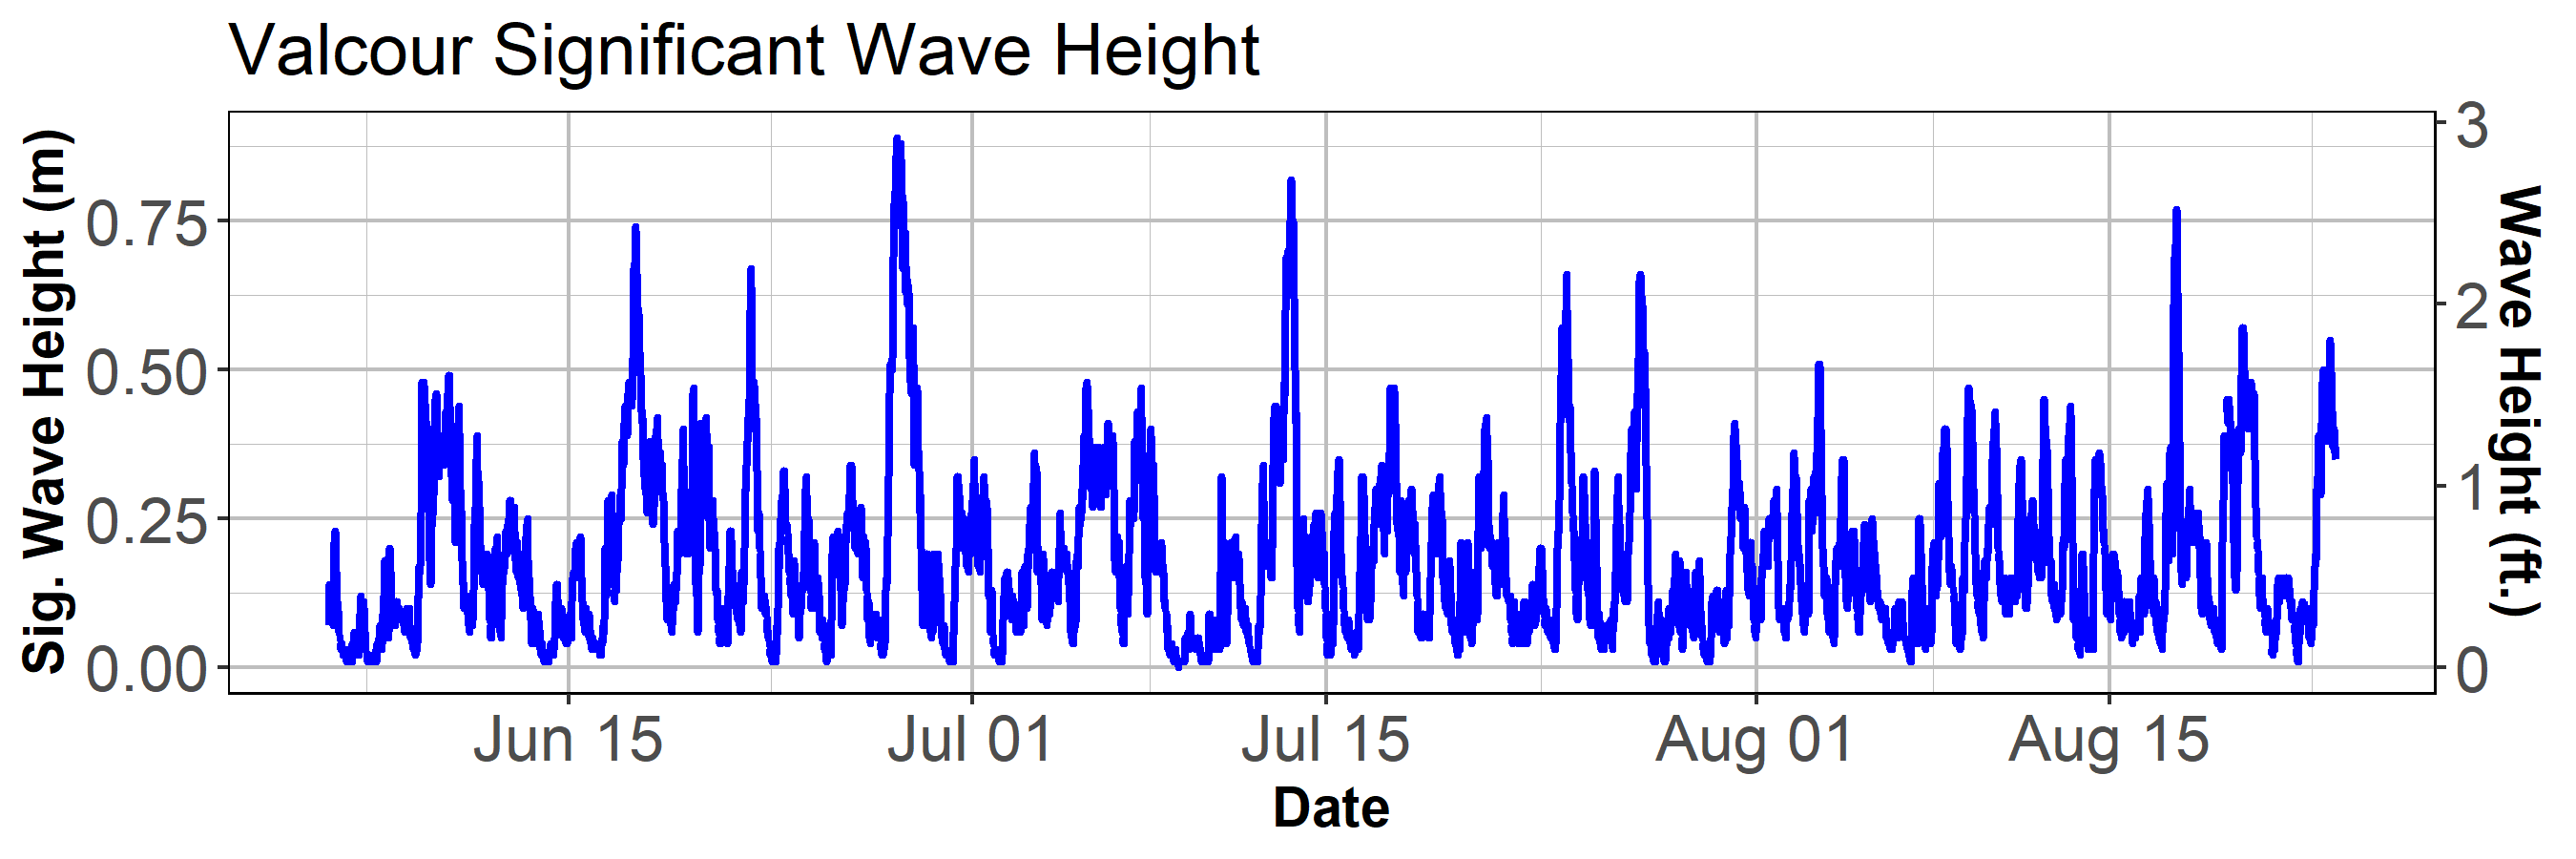 Valcour Significant Wave Height
Sig. Wave Height (m)
0.75
0.50
0.25
0.00
3
2
1
0
Wave Height (ft.)
Jun 15
Jul 01
Jul 15
Aug 01
Aug 15
Date